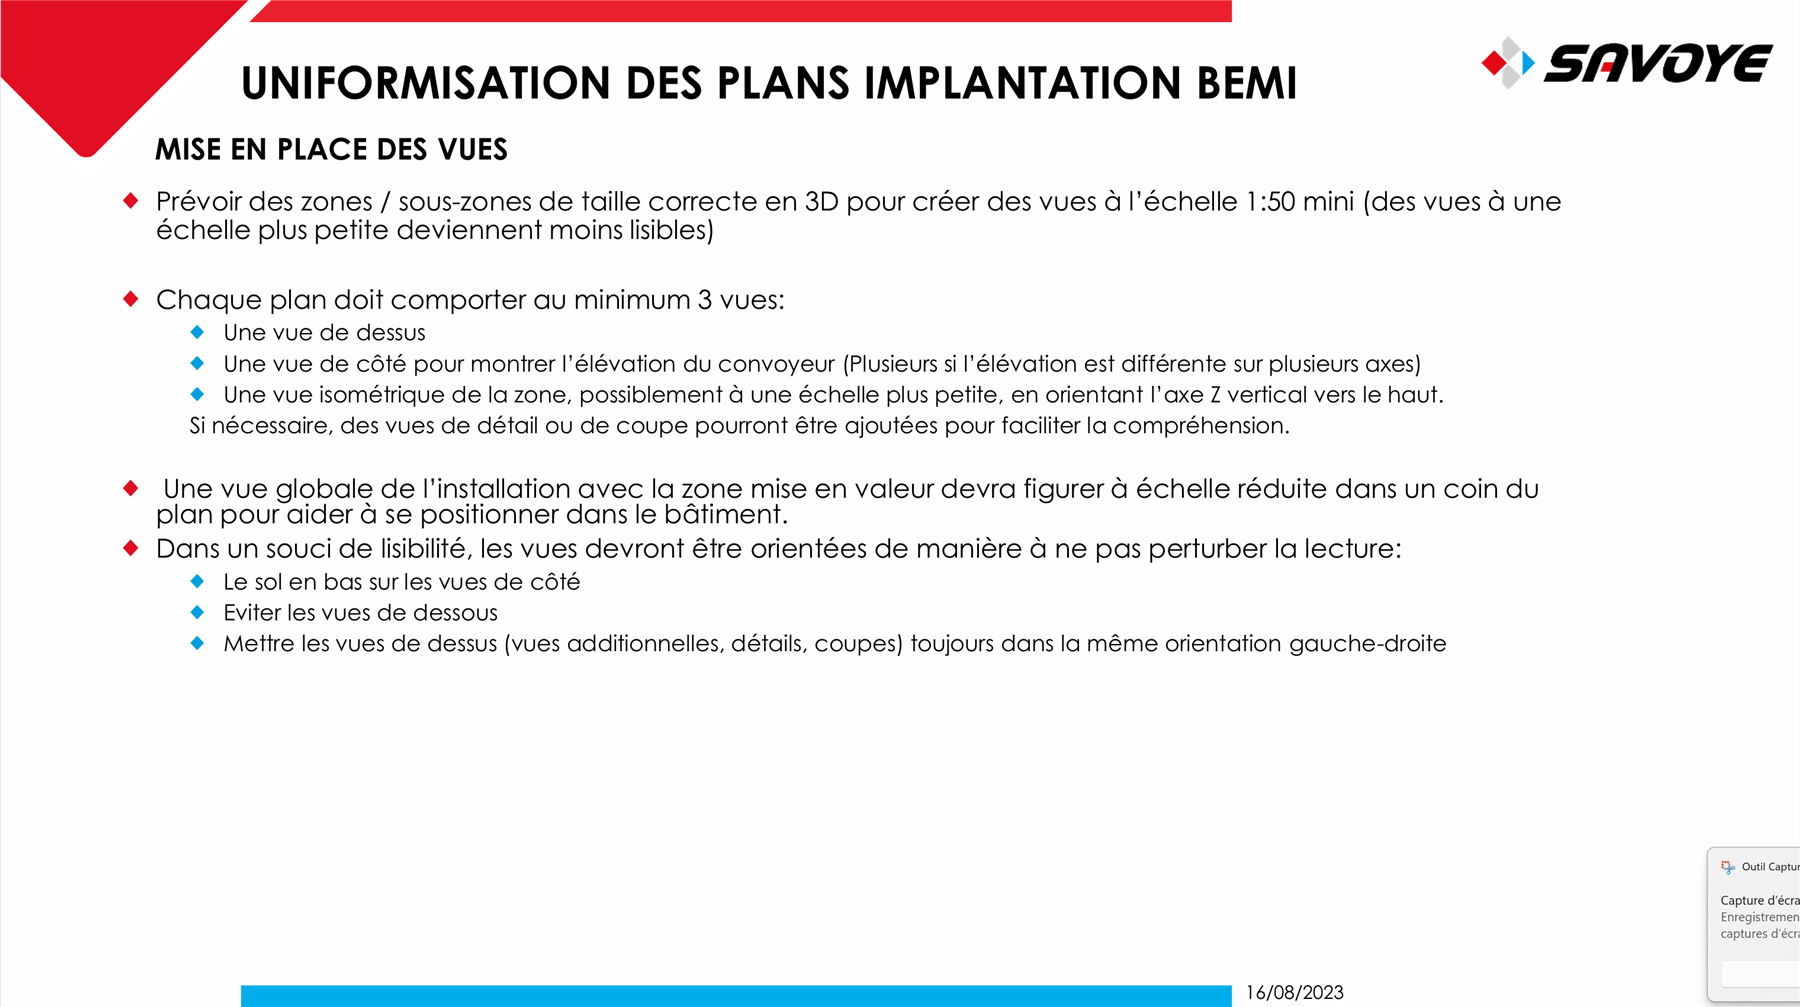 SAVOYE
UNIFORMISATION DES PLANS IMPLANTATION BEMI
MISE EN PLACE DES VUES
Prévoir des zones / sous-zones de taille correcte en 3D pour créer des vues à l’échelle 1:50 mini (des vues à une
échelle plus petite deviennent moins lisibles)
Chaque plan doit comporter au minimum 3 vues:
Une vue de dessus
Une vue de côté pour montrer l’élévation du convoyeur (Plusieurs si l’élévation est différente sur plusieurs axes)
Une vue isométrique de la zone, possiblement à une échelle plus petite, en orientant l’axe Z vertical vers le haut.
Si nécessaire, des vues de détail ou de coupe pourront être ajoutées pour faciliter la compréhension.
Une vue globale de l’installation avec la zone mise en valeur devra figurer à échelle réduite dans un coin du
plan pour aider à se positionner dans le bâtiment.
Dans un souci de lisibilité, les vues devront être orientées de manière à ne pas perturber la lecture:
Le sol en bas sur les vues de côté
Eviter les vues de dessous
Mettre les vues de dessus (vues additionnelles, détails, coupes) toujours dans la même orientation gauche-droite
Outil Captur
Capture d’écra
Enregistremen
captures d’écra
16/08/2023